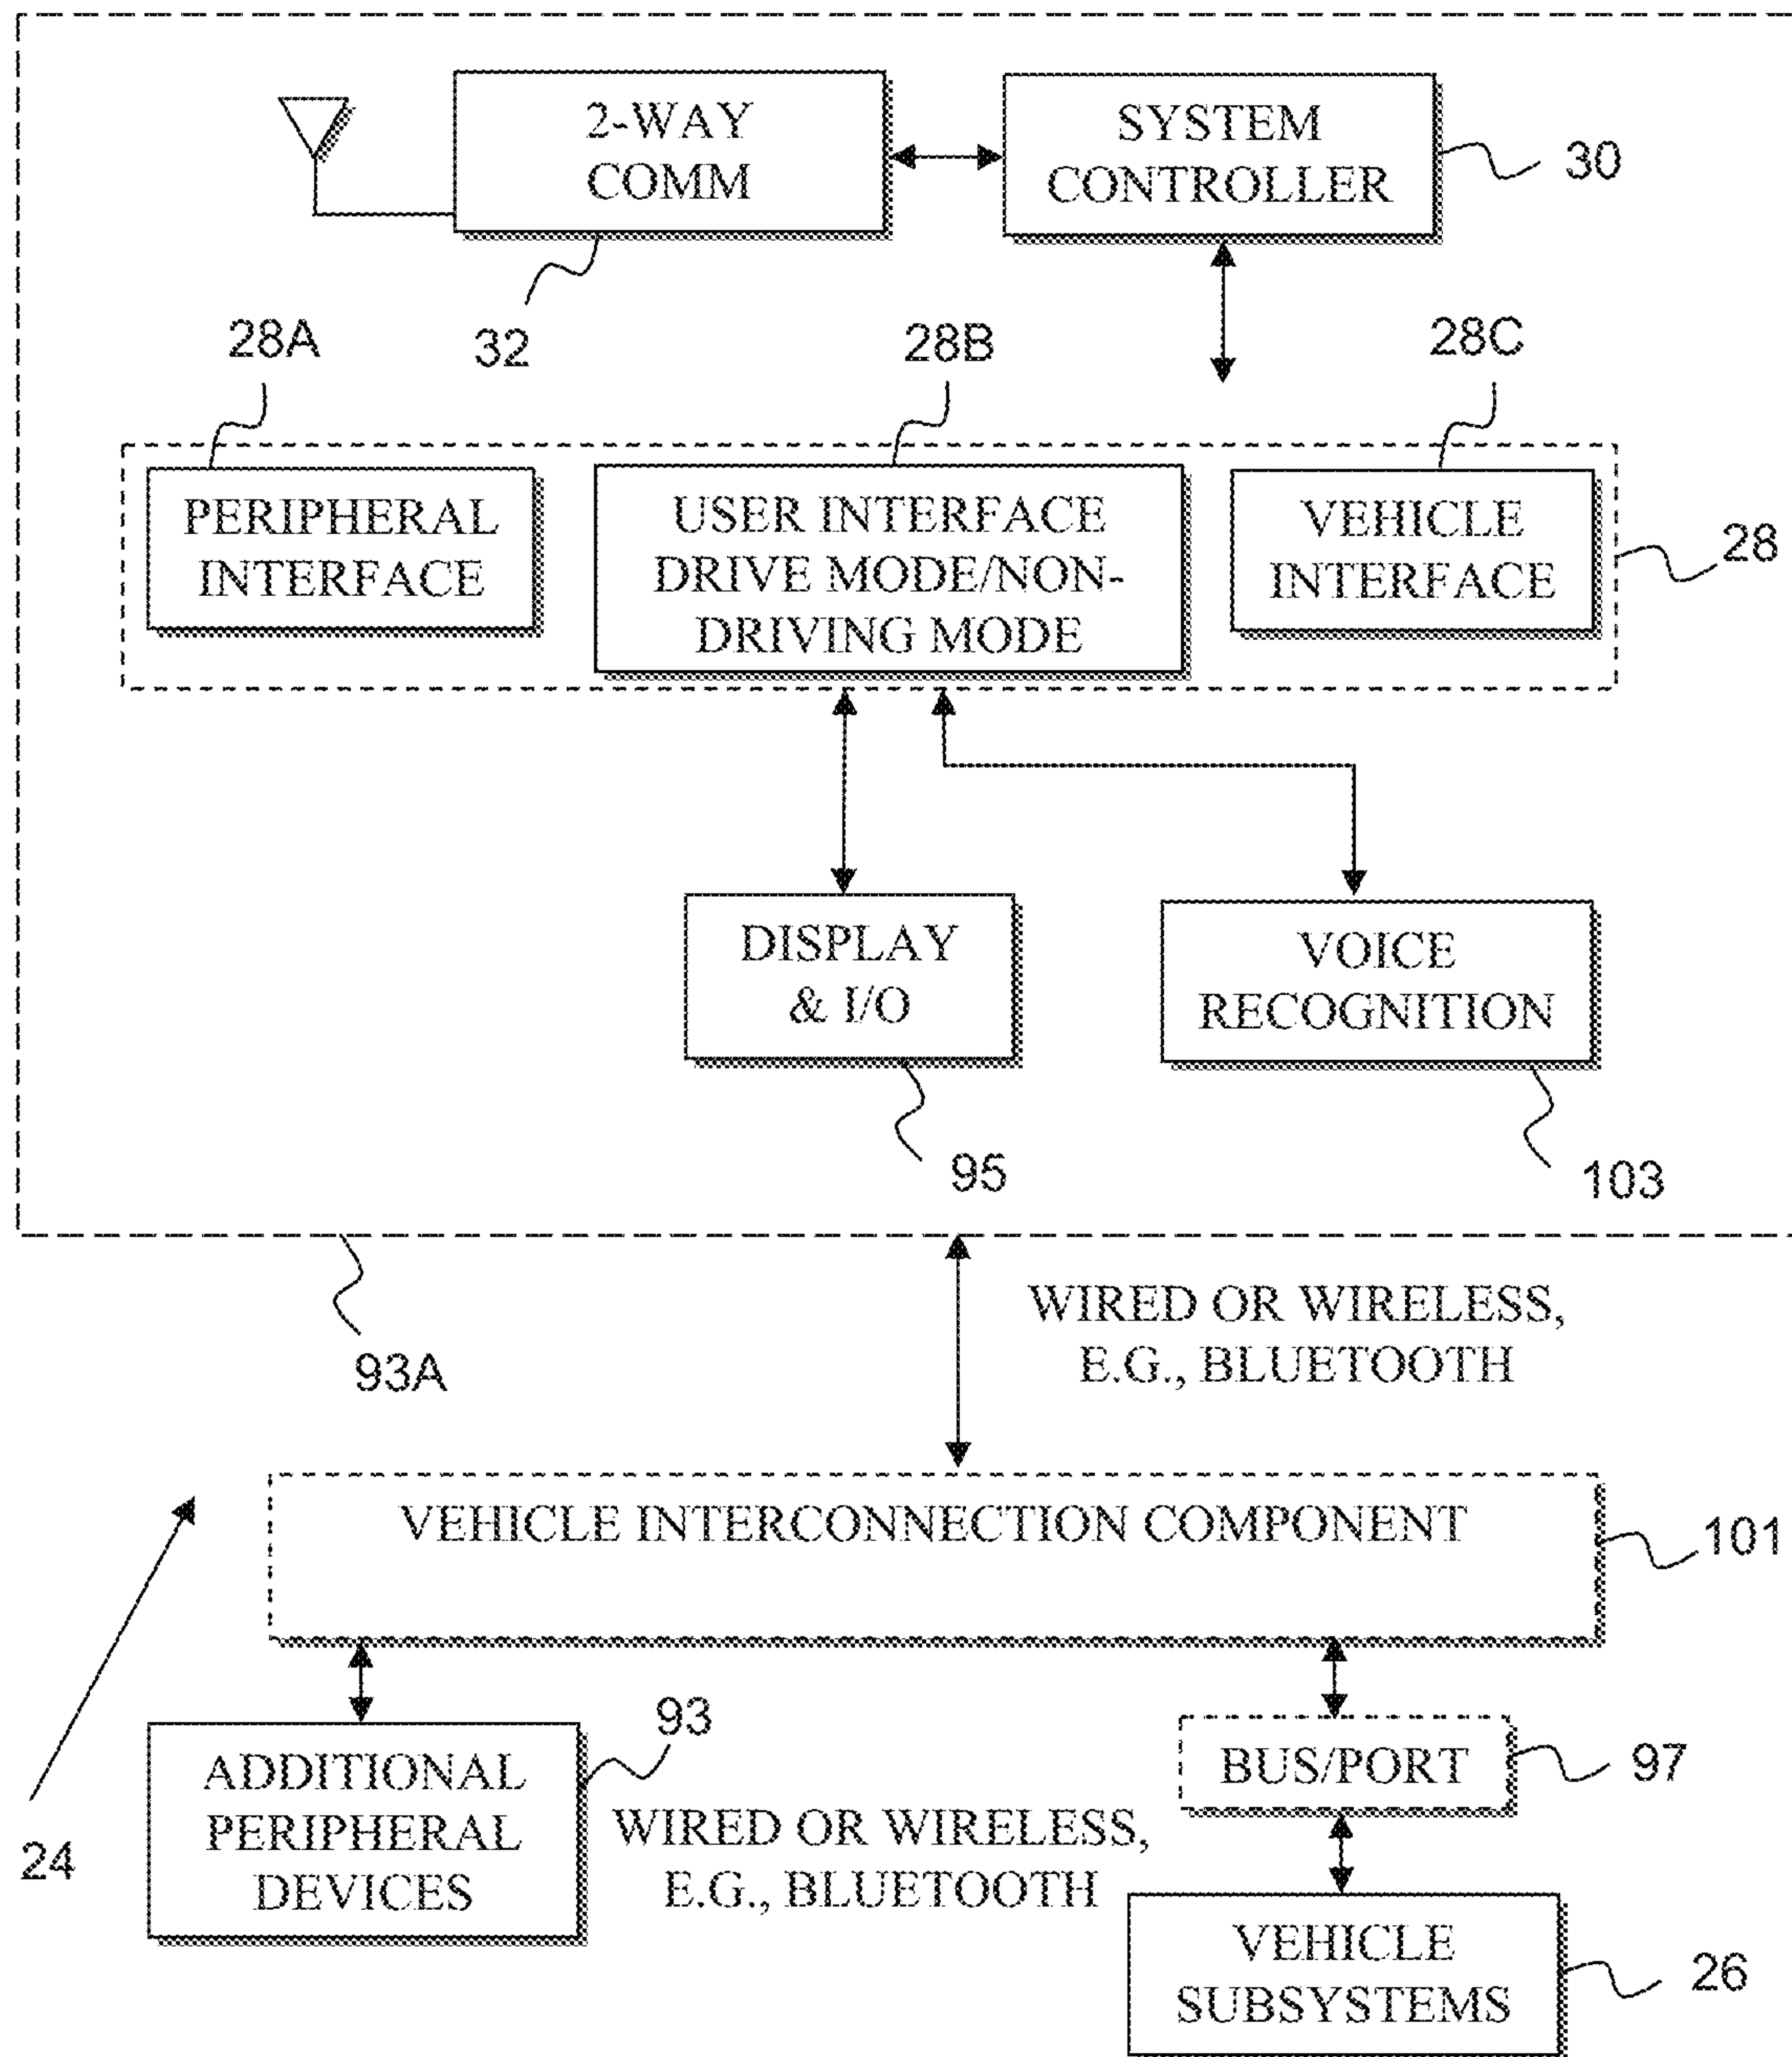 2-WAY
COMM
SYSTEM
CONTROLLER
30
32
28A
28B
28C
PERIPHERAL
INTERFACE
USER INTERFACE
DRIVE MODE/NON-
DRIVING MODE
VEHICLE
INTERFACE
28
DISPLAY
& I/O
VOICE
RECOGNITION
95
103
93A
WIRED OR WIRELESS,
E.G., BLUETOOTH
VEHICLE INTERCONNECTION COMPONENT
101
24
ADDITIONAL
PERIPHERAL
DEVICES
93
WIRED OR WIRELESS,
E.G., BLUETOOTH
BUS/PORT
97
VEHICLE
SUBSYSTEMS
26